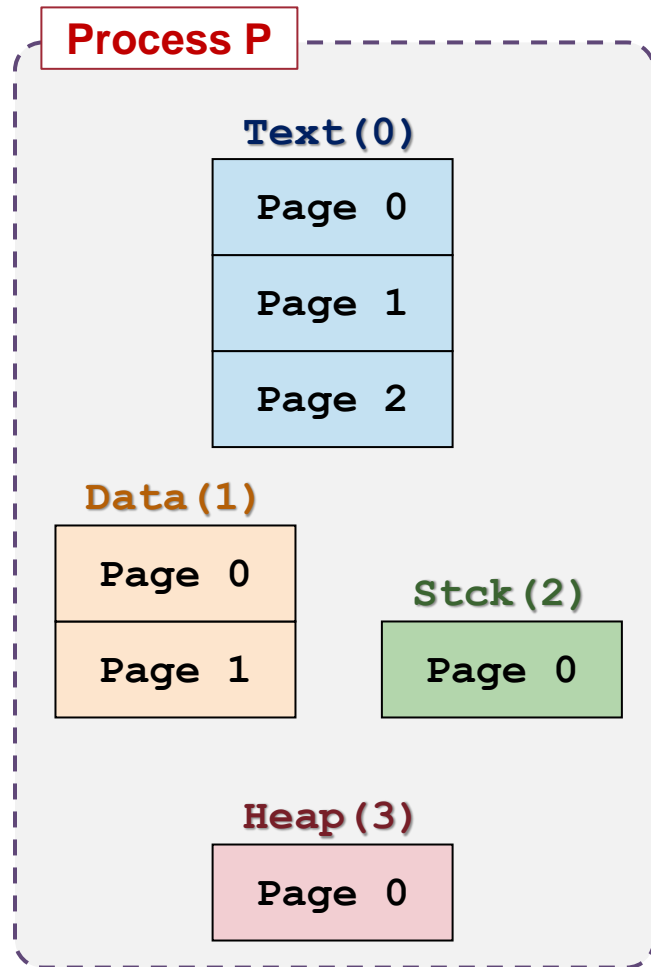 Process P
Text(0)
Page 0
Page 1
Page 2
Data(1)
Page 0
Page 1
Stck(2)
Page 0
Heap(3)
Page 0